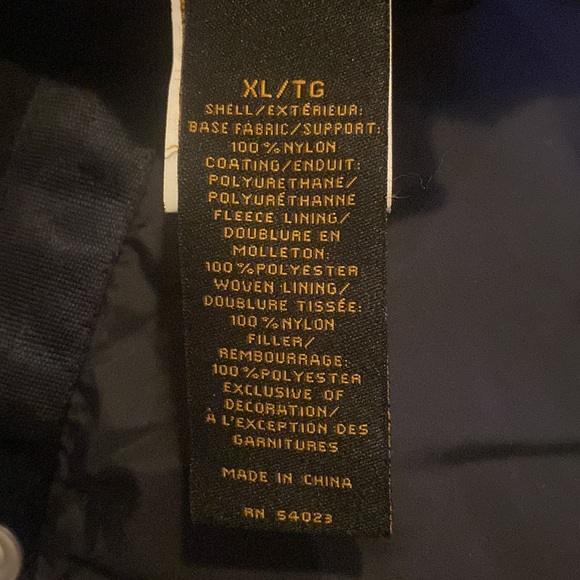 XL/TG
SHELL/EXTÉRIEUR:
BASE FABRIC/SUPPORT:
100%NYLON
COATING/ENDUIT:
POLYURETHANE/
POLYURÉTHANNE
FLEECE LINING/
DOUBLURE EN
MOLLETON:
100%POLYESTER
WOVEN LINING/
DOUBLURE TISSÉE:
100%NYLON
FILLER/
REMBOURRAGE:
100%POLYESTER
EXCLUSIVE OF
DECORATION/
À L'EXCEPTION DES
GARNITURES
MADE IN CHINA
RN 54023